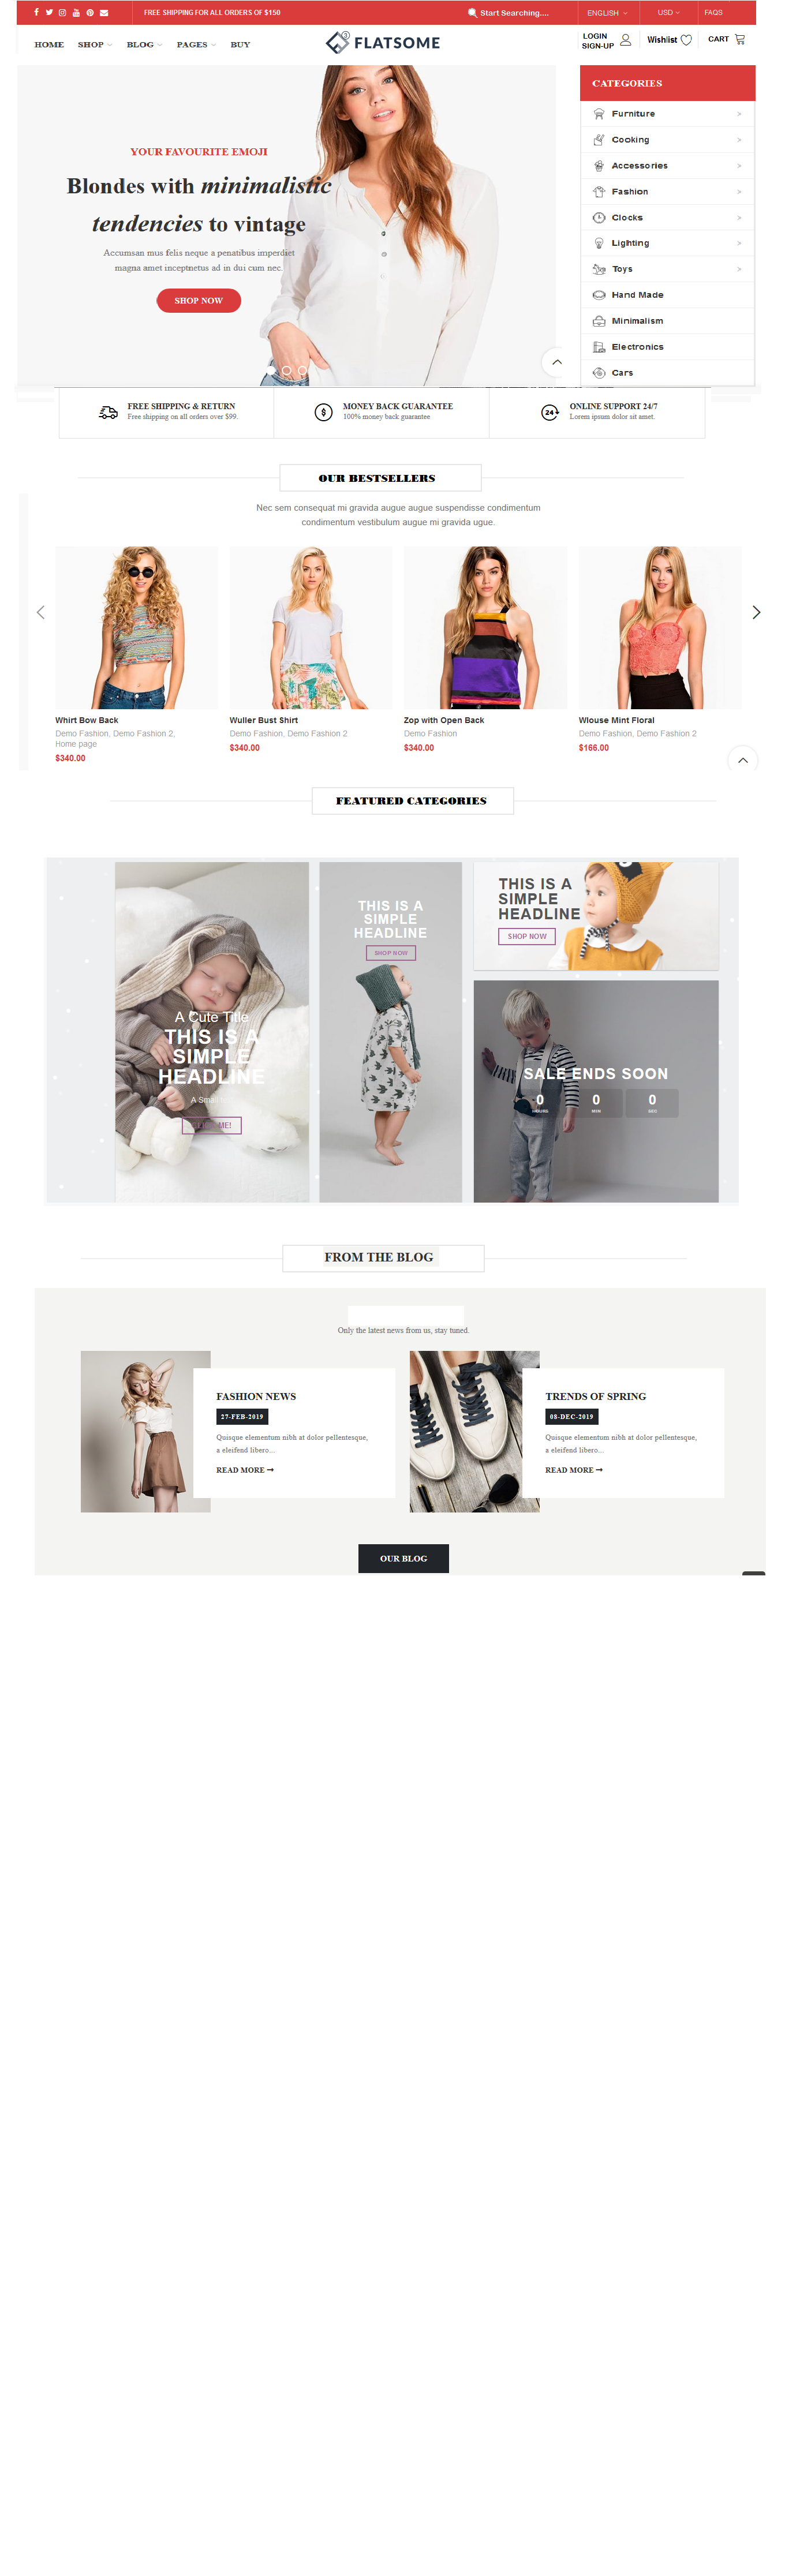 FREE SHIPPING FOR ALL ORDERS OF $150
Start Searching....
ENGLISH
USD
FAQS
HOME SHOP BLOG PAGES BUY
3
FLATSOME
LOGIN
SIGN-UP
Wishlist
CART
YOUR FAVOURITE EMOJI
Blondes with minimalistic
tendencies to vintage
Accumsan mus felis neque a penatibus imperdiet
magna amet inceptnetus ad in dui cum nec.
SHOP NOW
CATEGORIES
Furniture >
Cooking >
Accessories >
Fashion >
Clocks >
Lighting >
Toys >
Hand Made
Minimalism
Electronics
Cars
FREE SHIPPING & RETURN
Free shipping on all orders over $99.
$
MONEY BACK GUARANTEE
100% money back guarantee
24
ONLINE SUPPORT 24/7
Lorem ipsum dolor sit amet.
OUR BESTSELLERS
Nec sem consequat mi gravida augue augue suspendisse condimentum
condimentum vestibulum augue mi gravida ugue.
Whirt Bow Back
Demo Fashion, Demo Fashion 2,
Home page
$340.00
Wuller Bust Shirt
Demo Fashion, Demo Fashion 2
$340.00
Zop with Open Back
Demo Fashion
$340.00
Wlouse Mint Floral
Demo Fashion, Demo Fashion 2
$166.00
FEATURED CATEGORIES
A Cute Title
THIS IS A
SIMPLE
HEADLINE
ME!
THIS IS A
SIMPLE
HEADLINE
SHOP NOW
THIS IS A
SIMPLE
HEADLINE
SHOP NOW
SALE ENDS SOON
0 0 0
HOURS MIN SEC
FROM THE BLOG
Only the latest news from us, stay tuned.
FASHION NEWS
27-FEB-2019
Quisque elementum nibh at dolor pellentesque,
a eleifend libero...
READ MORE
TRENDS OF SPRING
08-DEC-2019
Quisque elementum nibh at dolor pellentesque,
a eleifend libero...
READ MORE
OUR BLOG